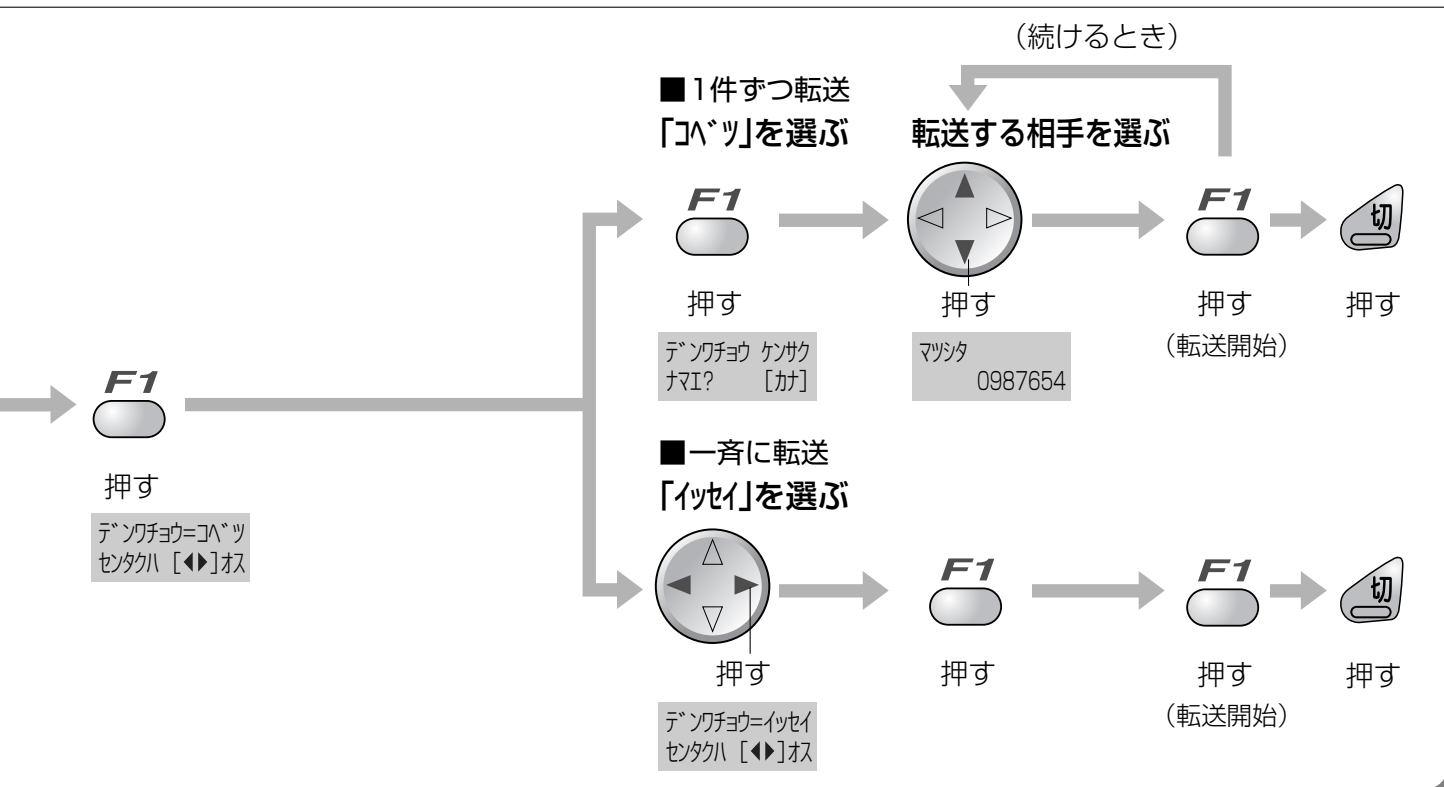 F1
押す
ﾃﾞﾝﾜﾁｮｳ=ｺﾍﾞﾂ
ｾﾝﾀｸﾊ [◀▶]ｵｽ
■1件ずつ転送
「ｺﾍﾞﾂ」を選ぶ
F1
押す
ﾃﾞﾝﾜﾁｮｳ ｹﾝｻｸ
ﾅﾏｴ? [ｶﾅ]
（続けるとき）
転送する相手を選ぶ
押す
ﾏﾂｼﾀ
0987654
F1
押す
（転送開始）
切
押す
■一斉に転送
「ｲｯｾｲ」を選ぶ
押す
ﾃﾞﾝﾜﾁｮｳ=ｲｯｾｲ
ｾﾝﾀｸﾊ [◀▶]ｵｽ
F1
押す
F1
押す
（転送開始）
切
押す